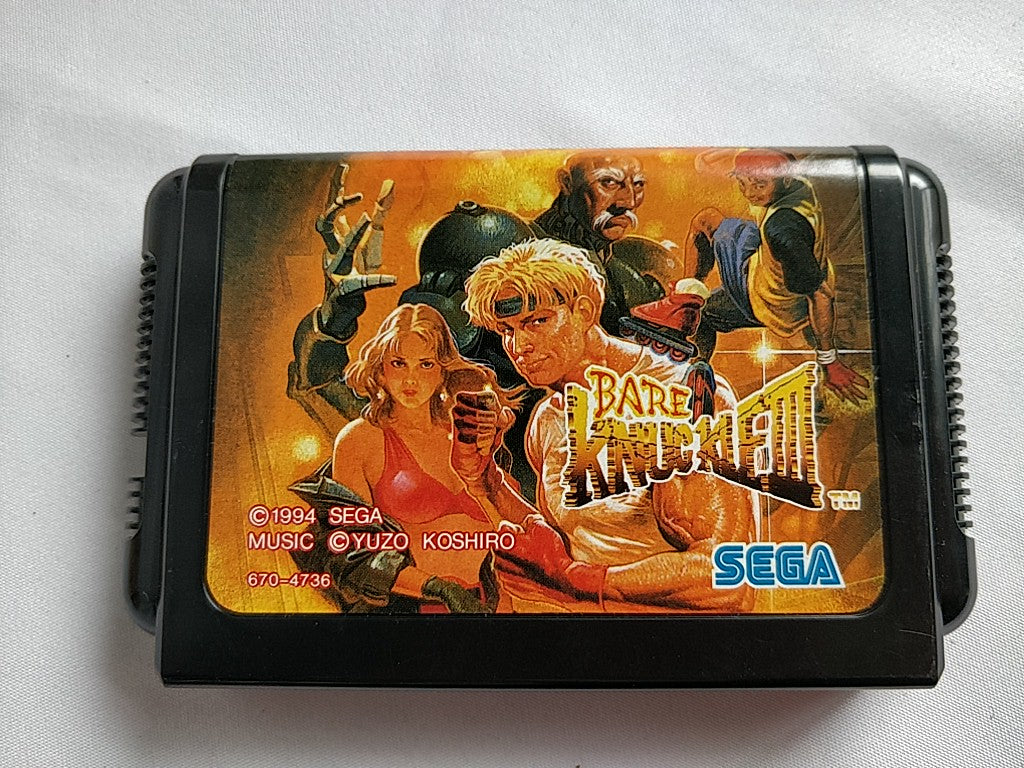 BARE
KNUCKLE III
TM
©1994 SEGA
MUSIC ©YUZO KOSHIRO
670-4736
SEGA